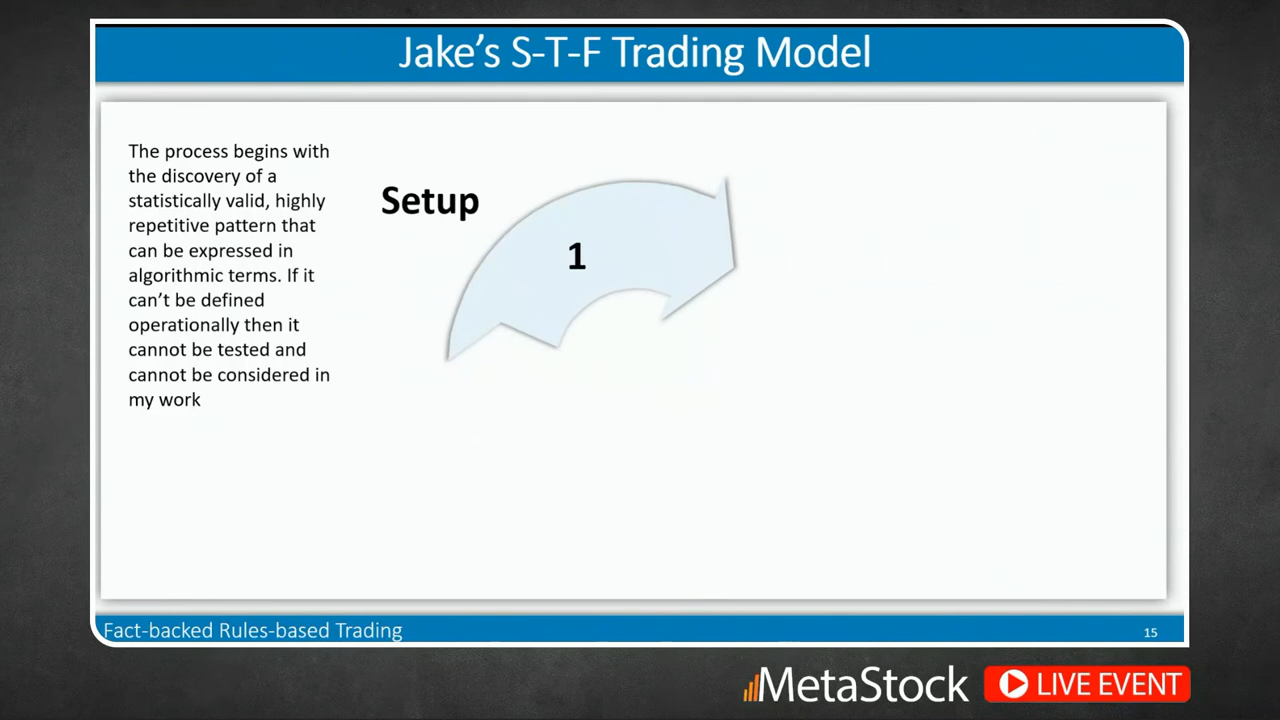 Jake's S-T-F Trading Model
The process begins with
the discovery of a
statistically valid, highly
repetitive pattern that
can be expressed in
algorithmic terms. If it
can't be defined
operationally then it
cannot be tested and
cannot be considered in
my work
Setup
1
Fact-backed Rules-based Trading
15
MetaStock
LIVE EVENT